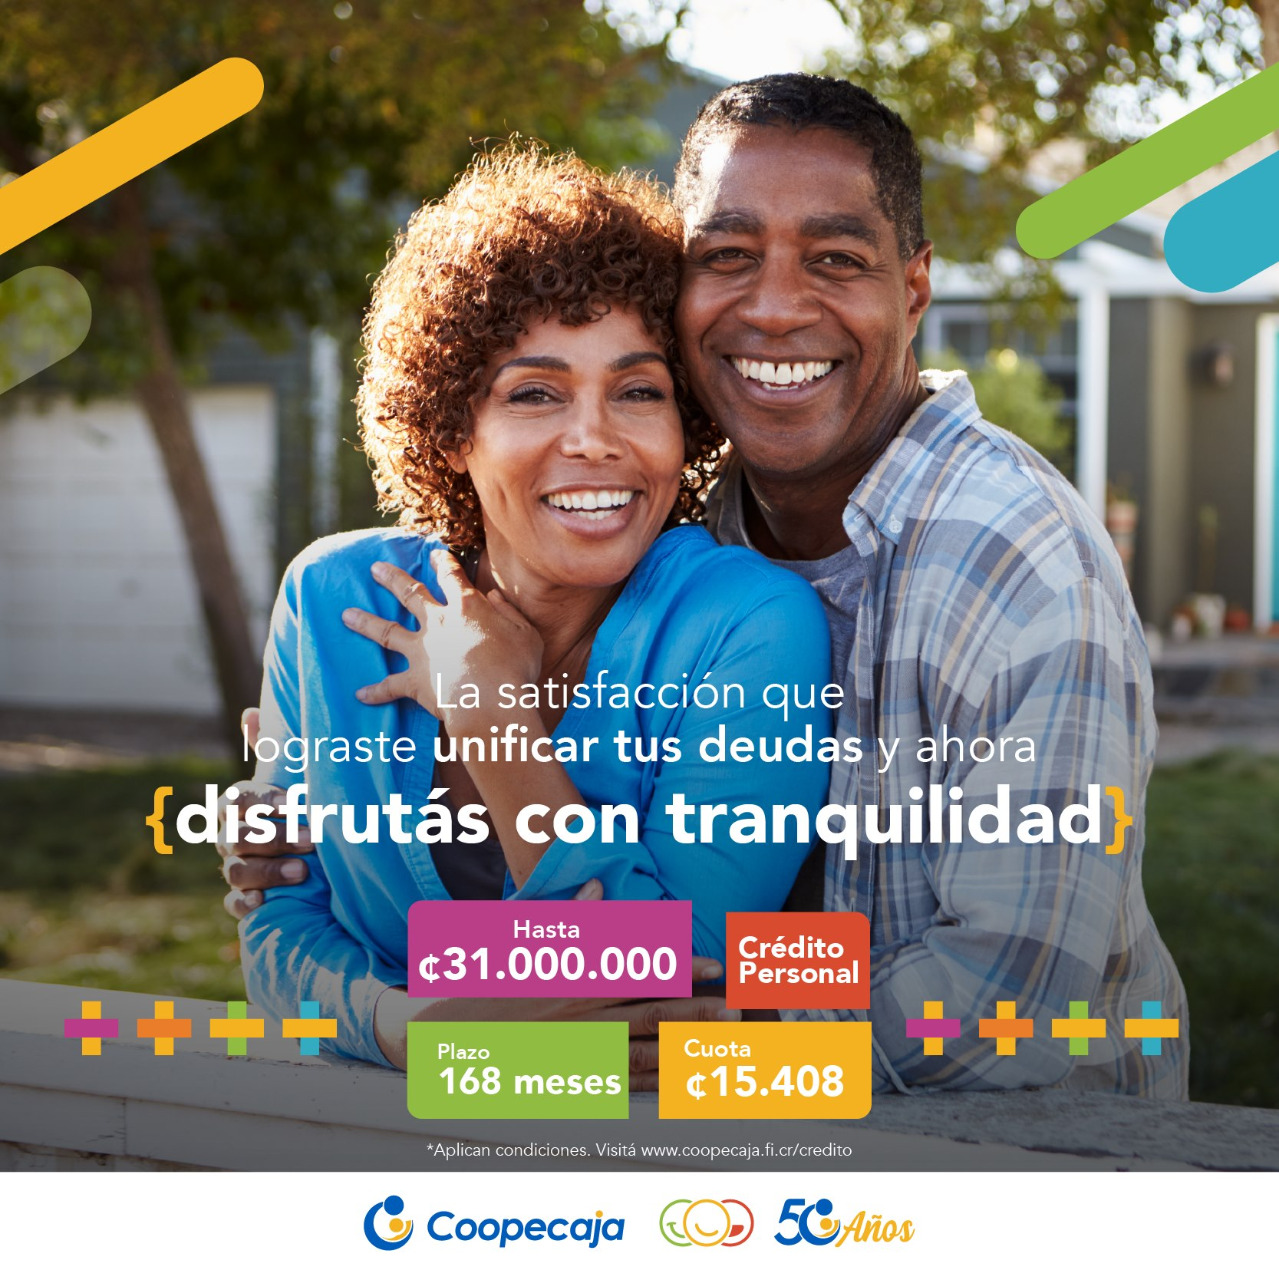 La satisfacción que
lograste unificar tus deudas y ahora
{disfrutás con tranquilidad}
Hasta
¢31.000.000
Crédito
Personal
Plazo
168 meses
Cuota
¢15.408
*Aplican condiciones. Visitá www.coopecaja.fi.cr/credito
Coopecaja
50 Años